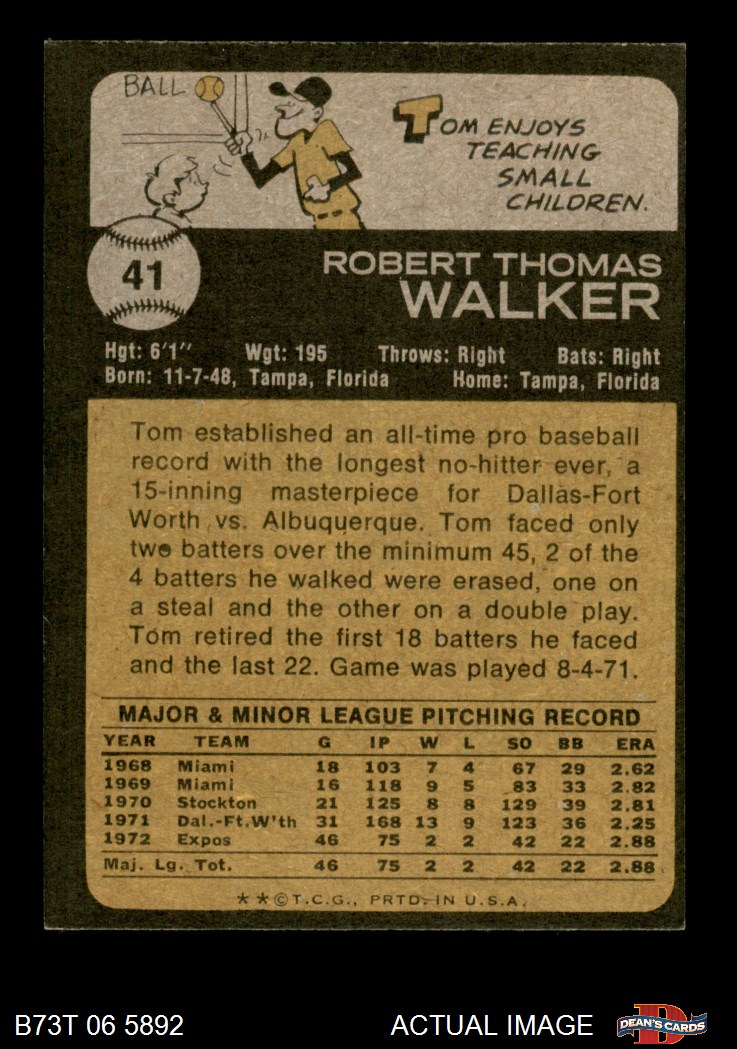 BALL
TOM ENJOYS
TEACHING
SMALL
CHILDREN.
41
ROBERT THOMAS
WALKER
Hgt: 6'1" Wgt: 195 Throws: Right Bats: Right
Born: 11-7-48, Tampa, Florida Home: Tampa, Florida
Tom established an all-time pro baseball
record with the longest no-hitter ever, a
15-inning masterpiece for Dallas-Fort
Worth vs. Albuquerque. Tom faced only
two batters over the minimum 45, 2 of the
4 batters he walked were erased, one on
a steal and the other on a double play.
Tom retired the first 18 batters he faced
and the last 22. Game was played 8-4-71.
MAJOR & MINOR LEAGUE PITCHING RECORD
YEAR TEAM G IP W L SO BB ERA
1968 Miami 18 103 7 4 67 29 2.62
1969 Miami 16 118 9 5 83 33 2.82
1970 Stockton 21 125 8 8 129 39 2.81
1971 Dal.-Ft.W'th 31 168 13 9 123 36 2.25
1972 Expos 46 75 2 2 42 22 2.88
Maj. Lg. Tot. 46 75 2 2 42 22 2.88
★★©T.C.G., PRTD. IN U.S.A.
B73T 06 5892 ACTUAL IMAGE D DEAN'S CARDS